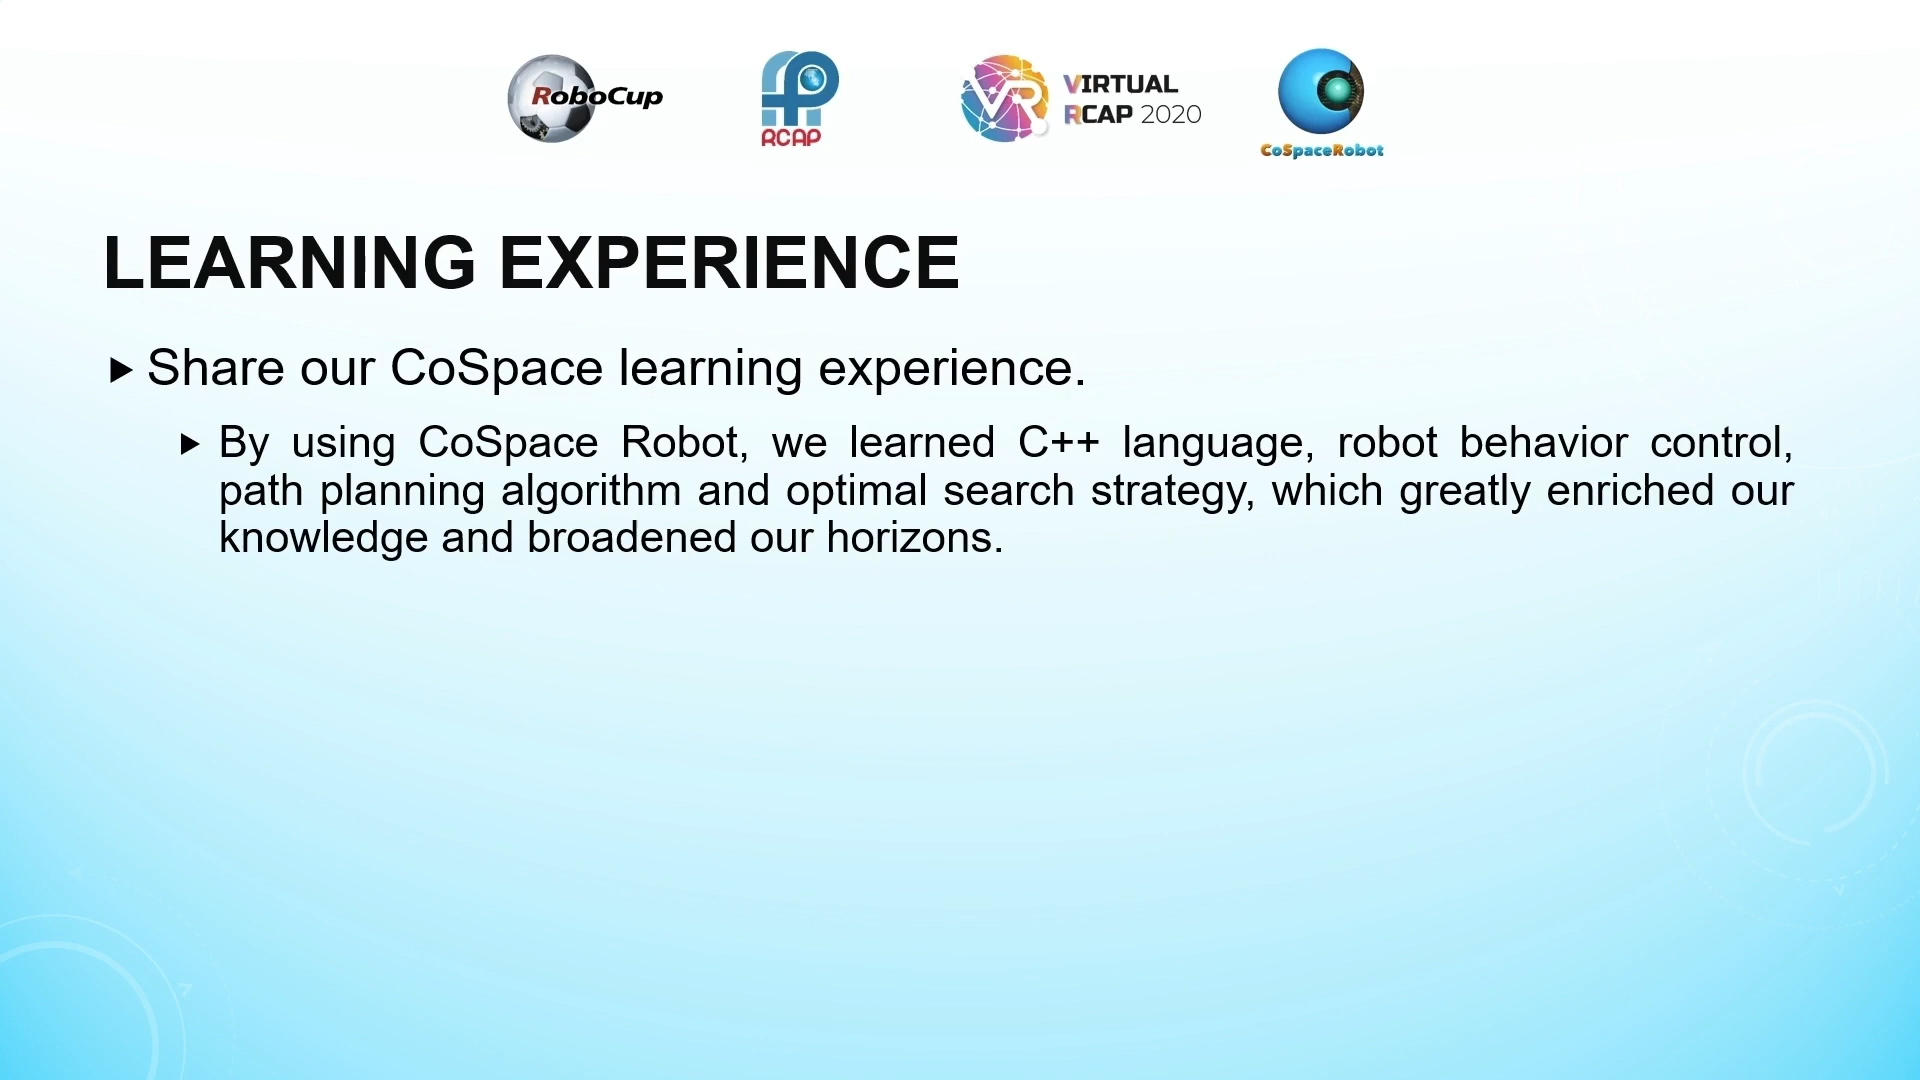 RoboCup
RCAP
VR
VIRTUAL
RCAP 2020
CoSpaceRobot
LEARNING EXPERIENCE
Share our CoSpace learning experience.
By using CoSpace Robot, we learned C++ language, robot behavior control,
path planning algorithm and optimal search strategy, which greatly enriched our
knowledge and broadened our horizons.